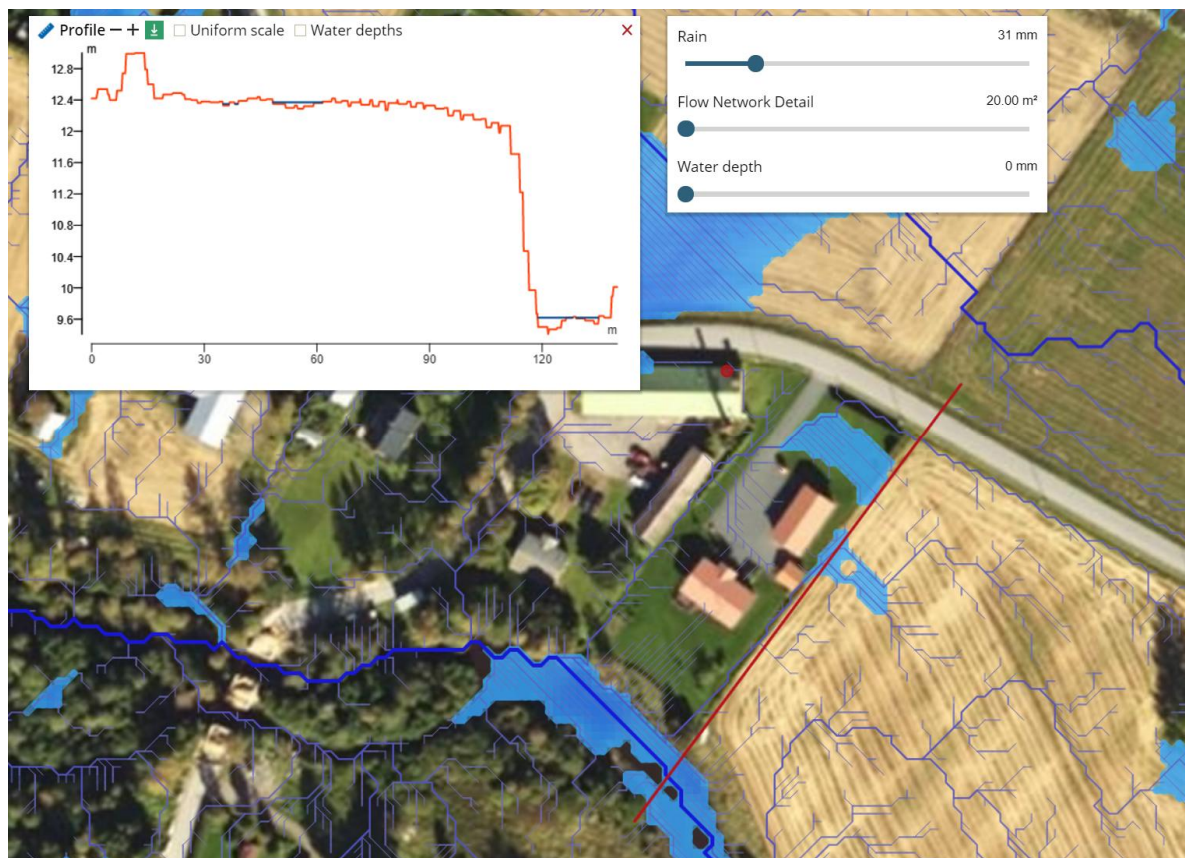 Profile − + Uniform scale Water depths ×
m
12.8
12.4
12
11.6
11.2
10.8
10.4
10
9.6
m
0 30 60 90 120
Rain 31 mm
Flow Network Detail 20.00 m²
Water depth 0 mm